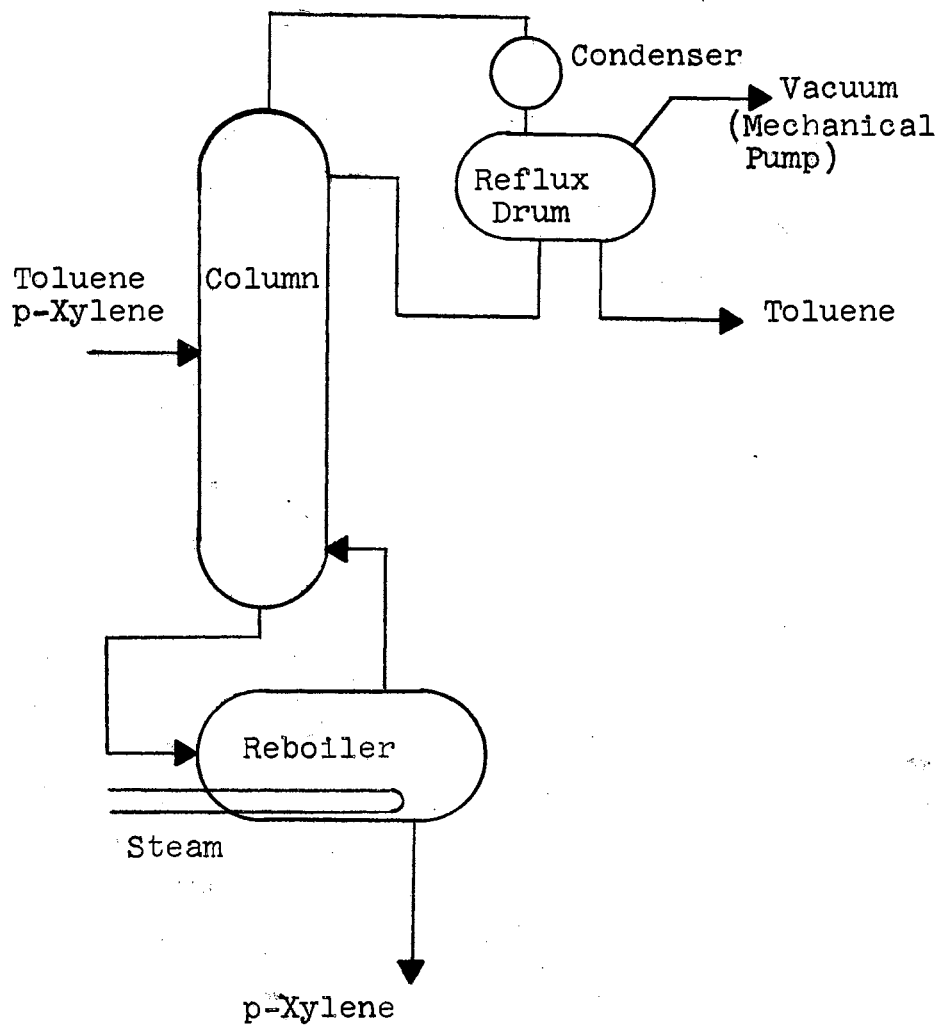 Condenser
Vacuum
(Mechanical
Pump)
Reflux
Drum
Toluene
p-Xylene
Column
Toluene
Reboiler
Steam
p-Xylene